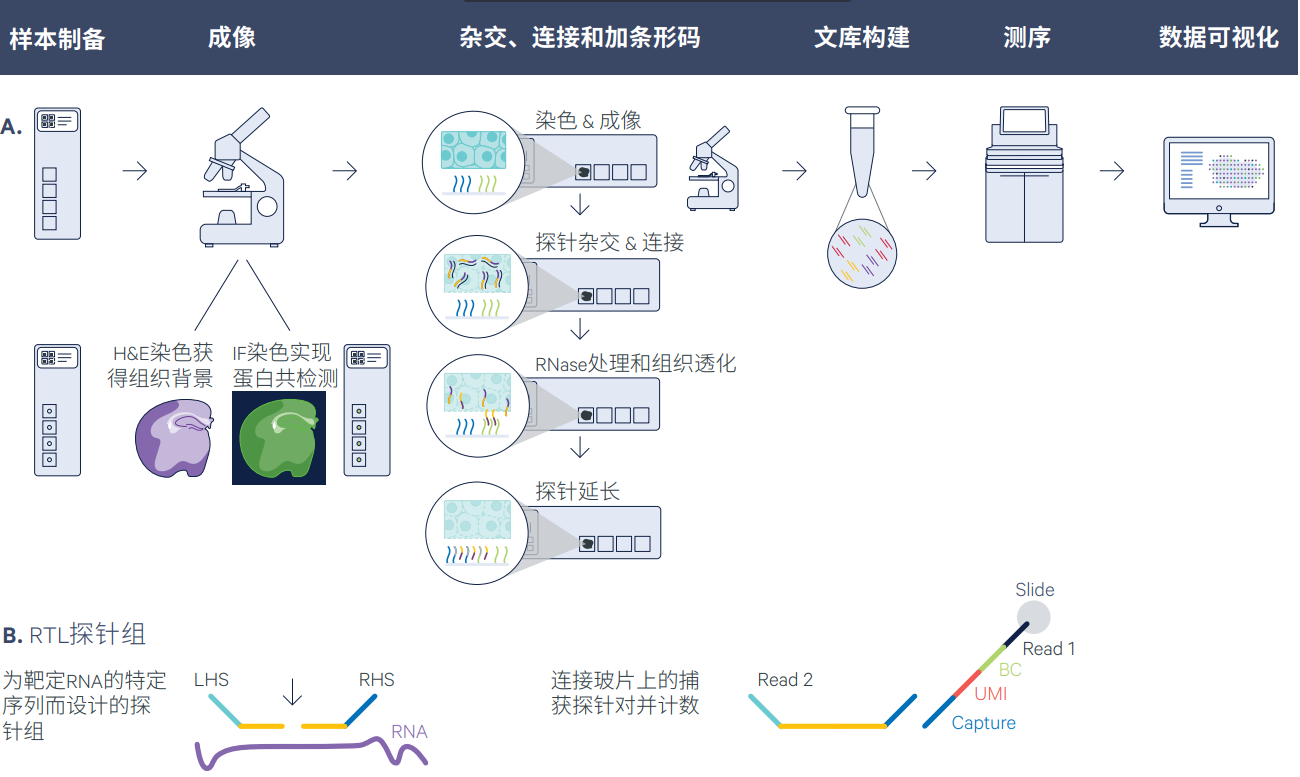 样本制备
成像
杂交、连接和加条形码
文库构建
测序
数据可视化
A.
H&E染色获
得组织背景
IF染色实现
蛋白共检测
染色 & 成像
探针杂交 & 连接
RNase处理和组织透化
探针延长
B. RTL探针组
为靶定RNA的特定
序列而设计的探
针组
LHS
RHS
RNA
连接玻片上的捕
获探针对并计数
Read 2
Slide
Read 1
BC
UMI
Capture